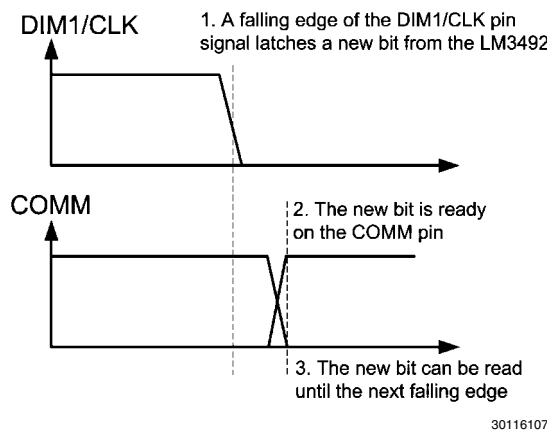 DIM1/CLK
1. A falling edge of the DIM1/CLK pin
signal latches a new bit from the LM3492
COMM
2. The new bit is ready
on the COMM pin
3. The new bit can be read
until the next falling edge
30116107